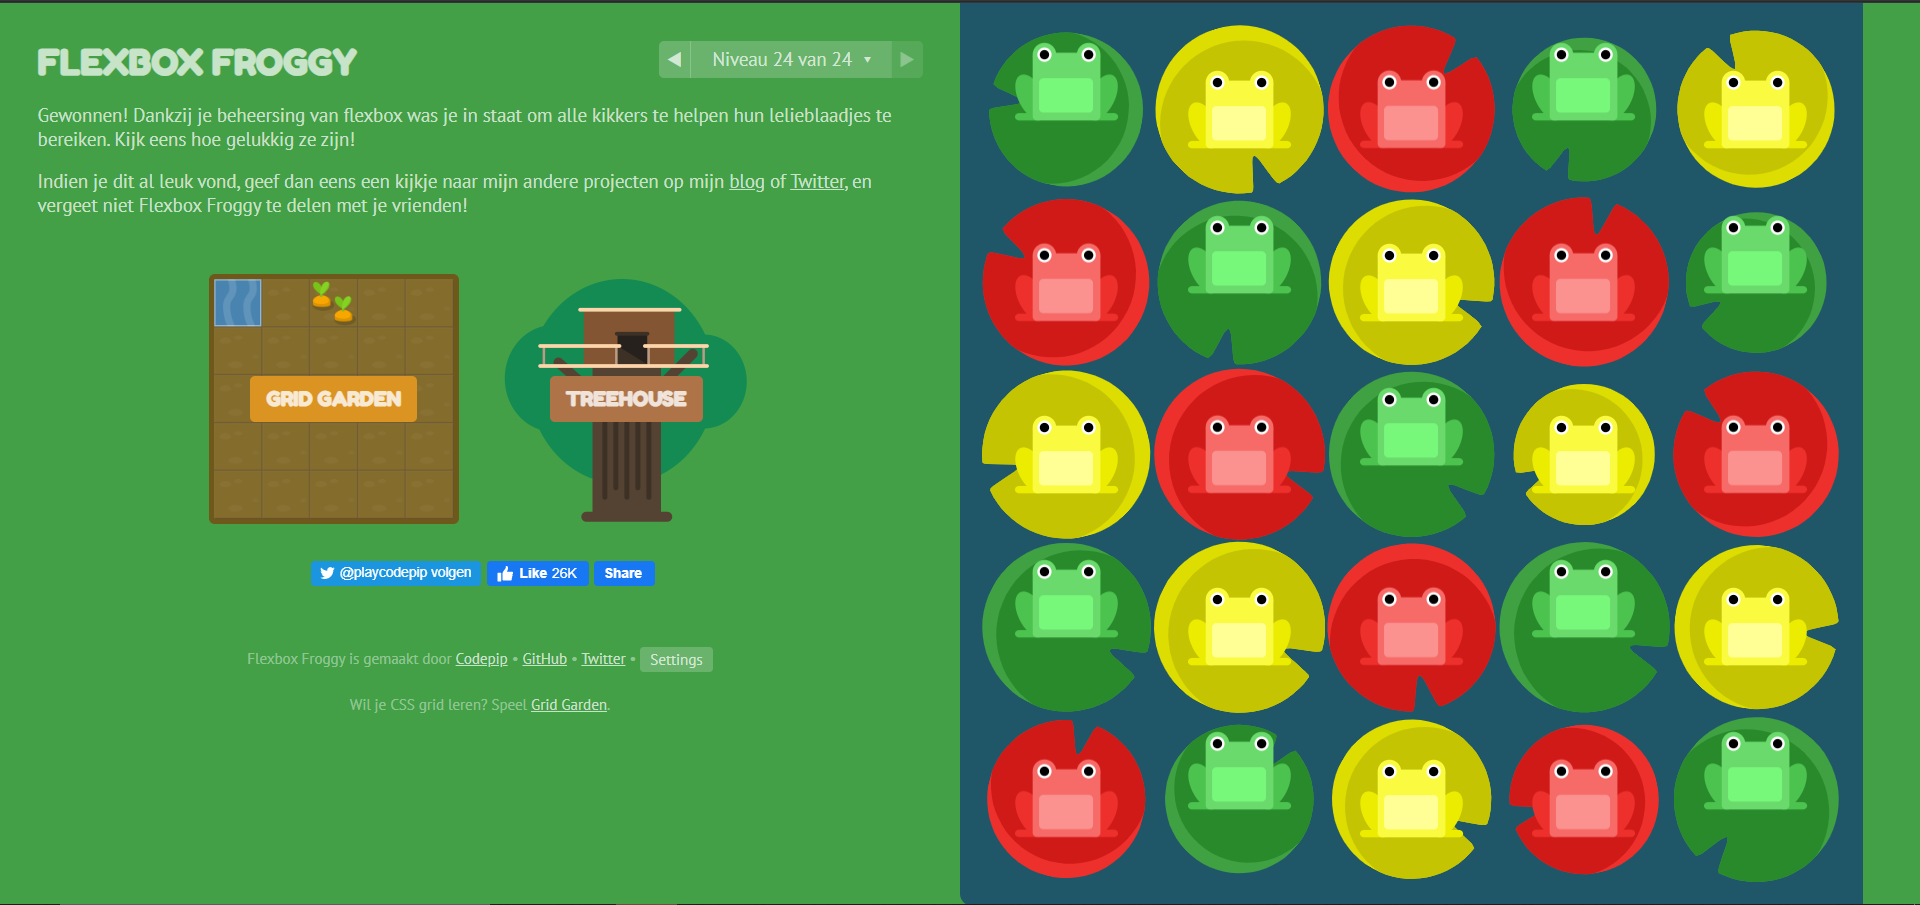 FLEXBOX FROGGY
Niveau 24 van 24
Gewonnen! Dankzij je beheersing van flexbox was je in staat om alle kikkers te helpen hun lelieblaadjes te
bereiken. Kijk eens hoe gelukkig ze zijn!
Indien je dit al leuk vond, geef dan eens een kijkje naar mijn andere projecten op mijn blog of Twitter, en
vergeet niet Flexbox Froggy te delen met je vrienden!
GRID GARDEN
TREEHOUSE
@playcodepip volgen
Like 26K
Share
Flexbox Froggy is gemaakt door Codepip • GitHub • Twitter • Settings
Wil je CSS grid leren? Speel Grid Garden.